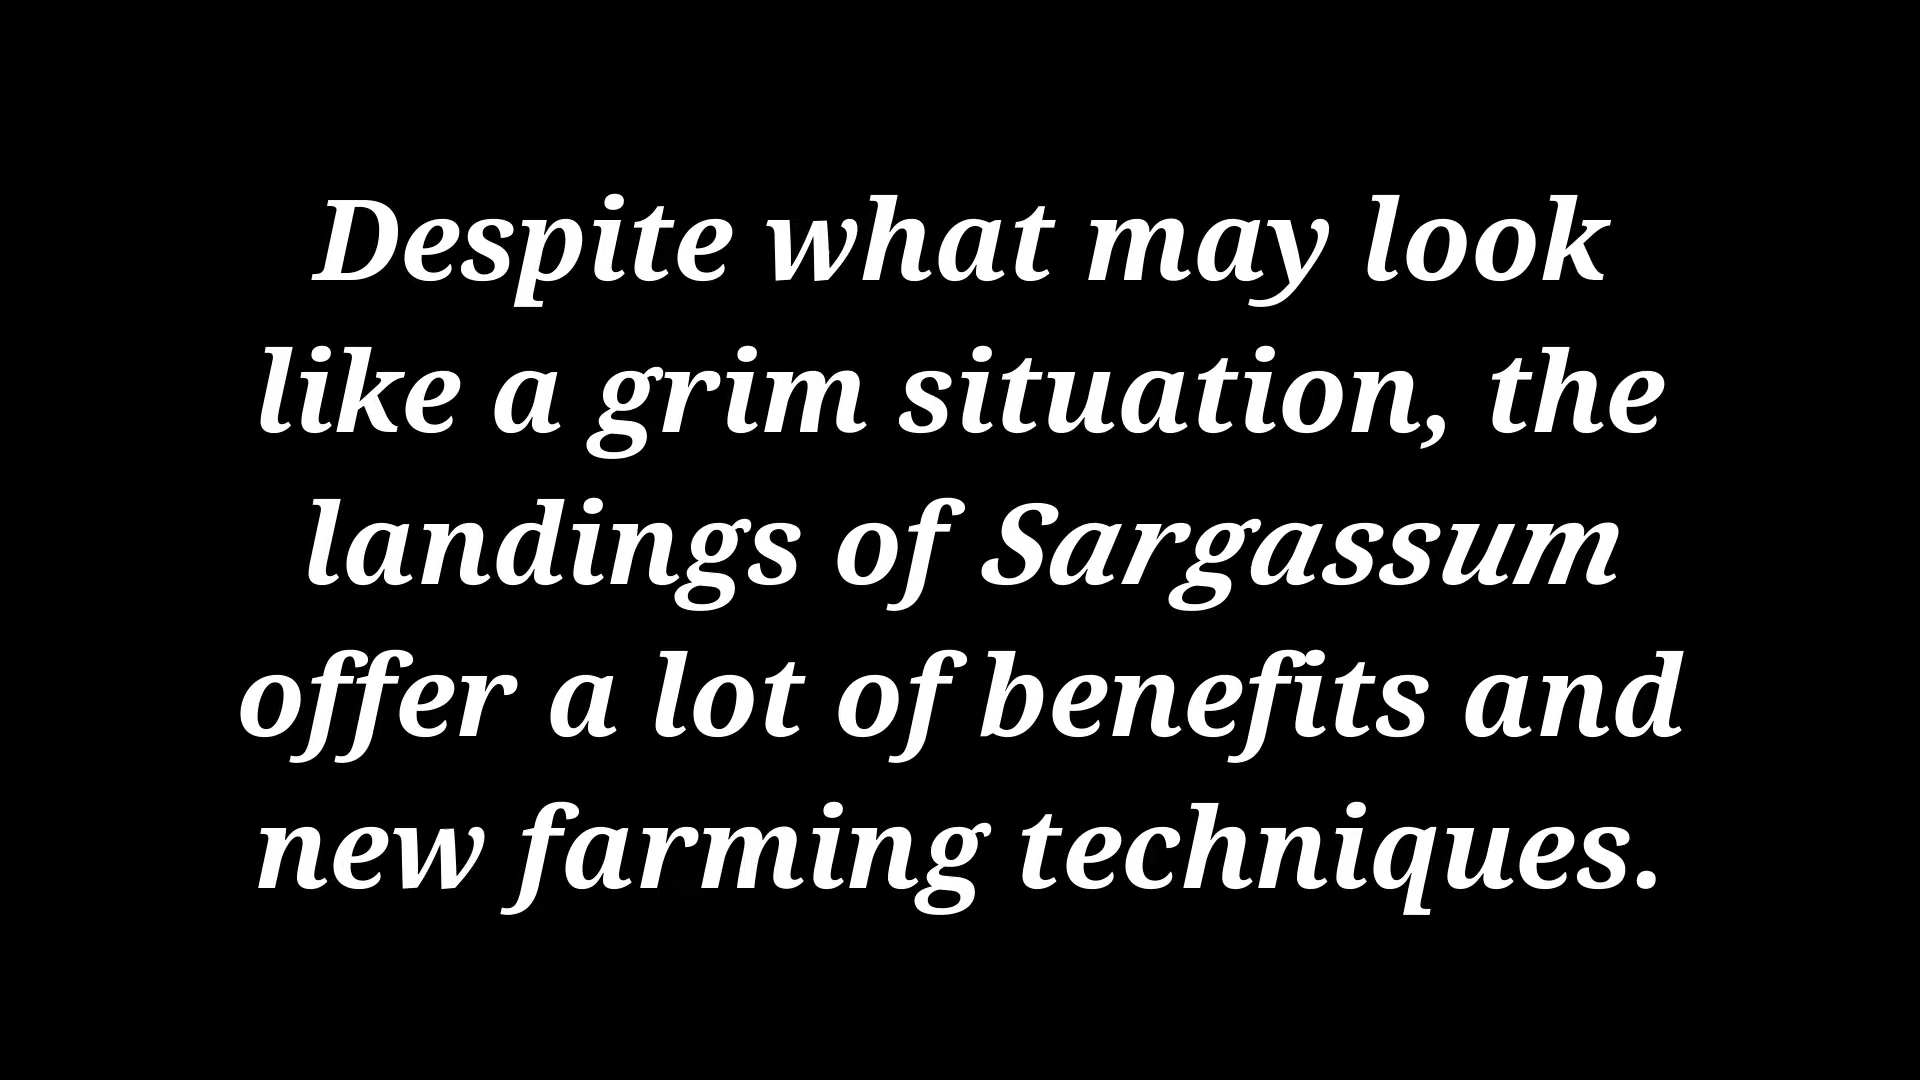 Despite what may look
like a grim situation, the
landings of Sargassum
offer a lot of benefits and
new farming techniques.